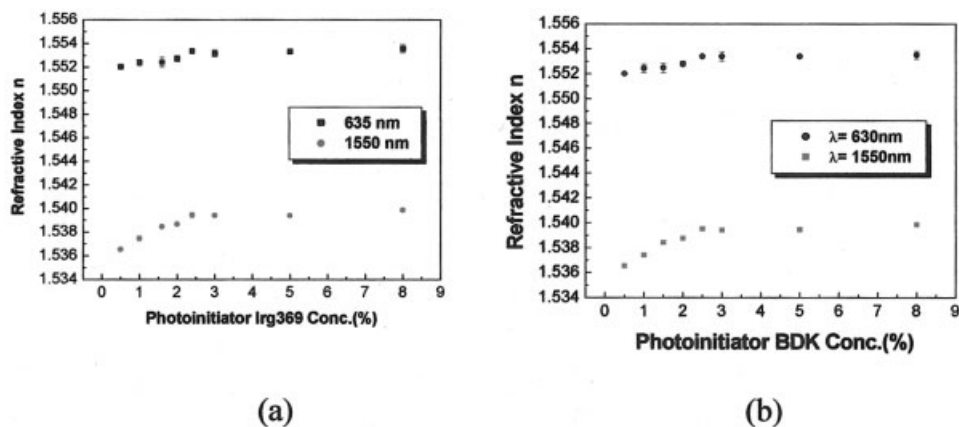 1.556
1.554
1.552
1.550
1.548
1.546
1.544
1.542
1.540
1.538
1.536
1.534
Refractive Index n
635 nm
1550 nm
0 1 2 3 4 5 6 7 8 9
Photoinitiator Irg369 Conc.(%)
(a)
1.556
1.554
1.552
1.550
1.548
1.546
1.544
1.542
1.540
1.538
1.536
1.534
Refractive Index n
λ= 630nm
λ= 1550nm
0 1 2 3 4 5 6 7 8 9
Photoinitiator BDK Conc.(%)
(b)